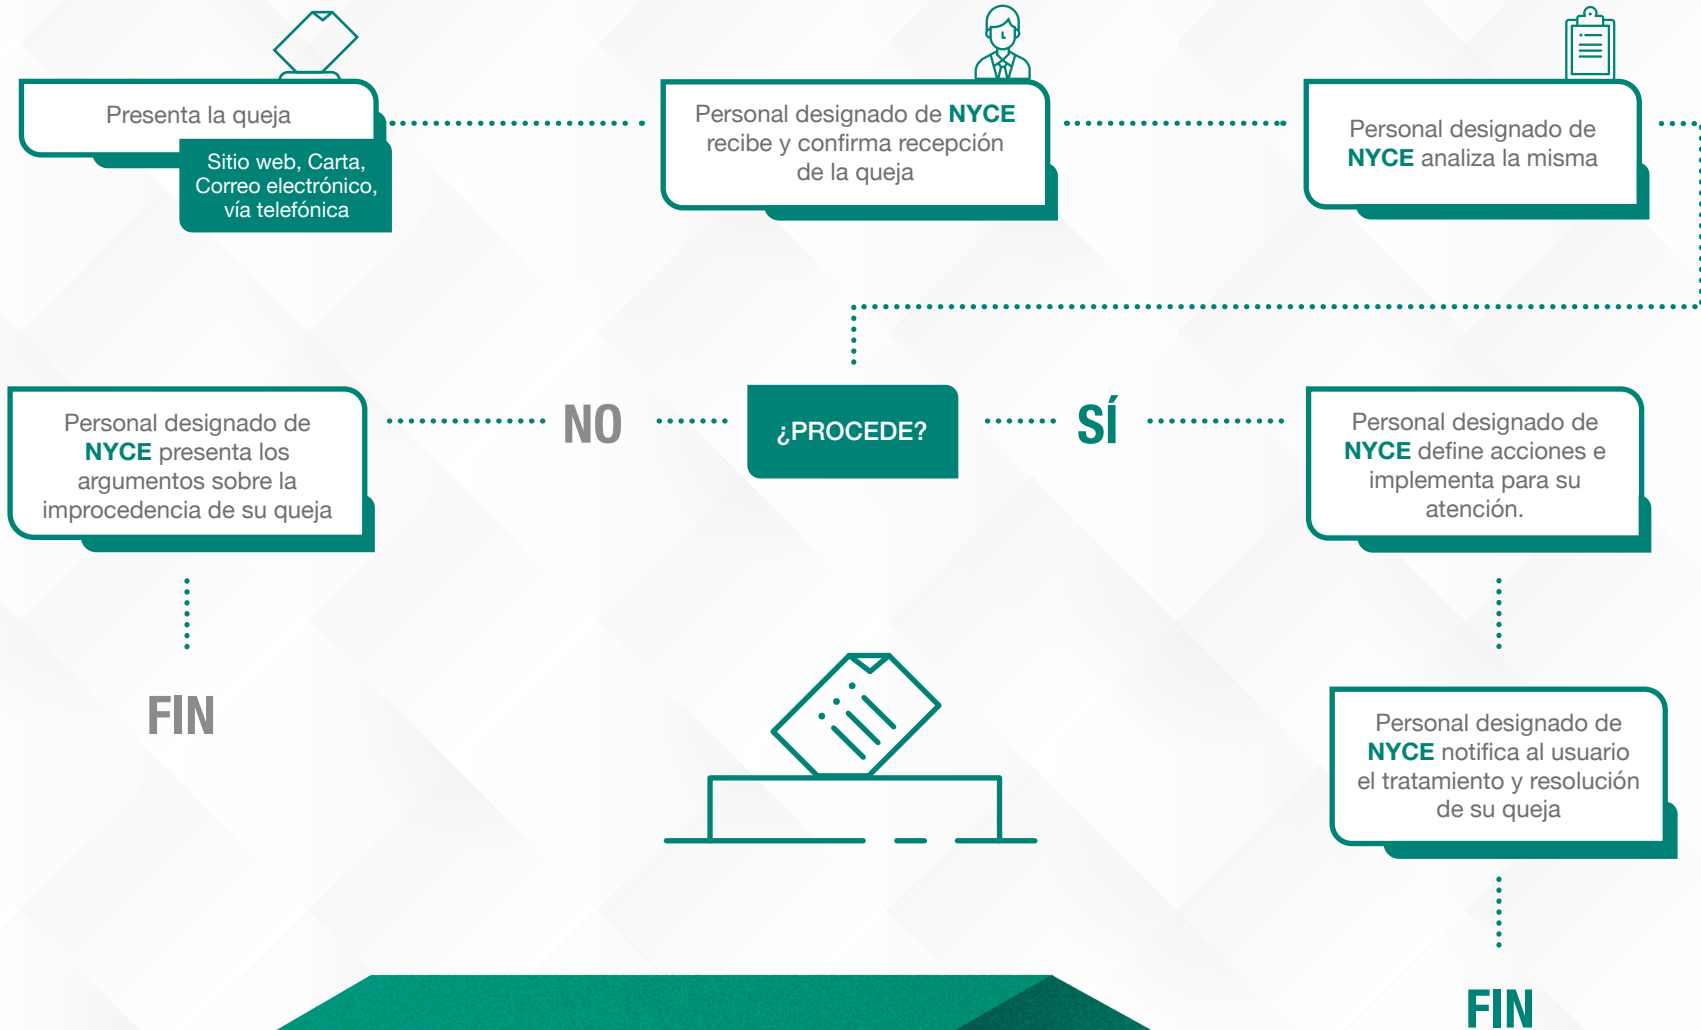 Presenta la queja
Sitio web, Carta,
Correo electrónico,
vía telefónica
Personal designado de NYCE
recibe y confirma recepción
de la queja
Personal designado de
NYCE analiza la misma
¿PROCEDE?
NO
Personal designado de
NYCE presenta los
argumentos sobre la
improcedencia de su queja
FIN
SÍ
Personal designado de
NYCE define acciones e
implementa para su
atención.
Personal designado de
NYCE notifica al usuario
el tratamiento y resolución
de su queja
FIN